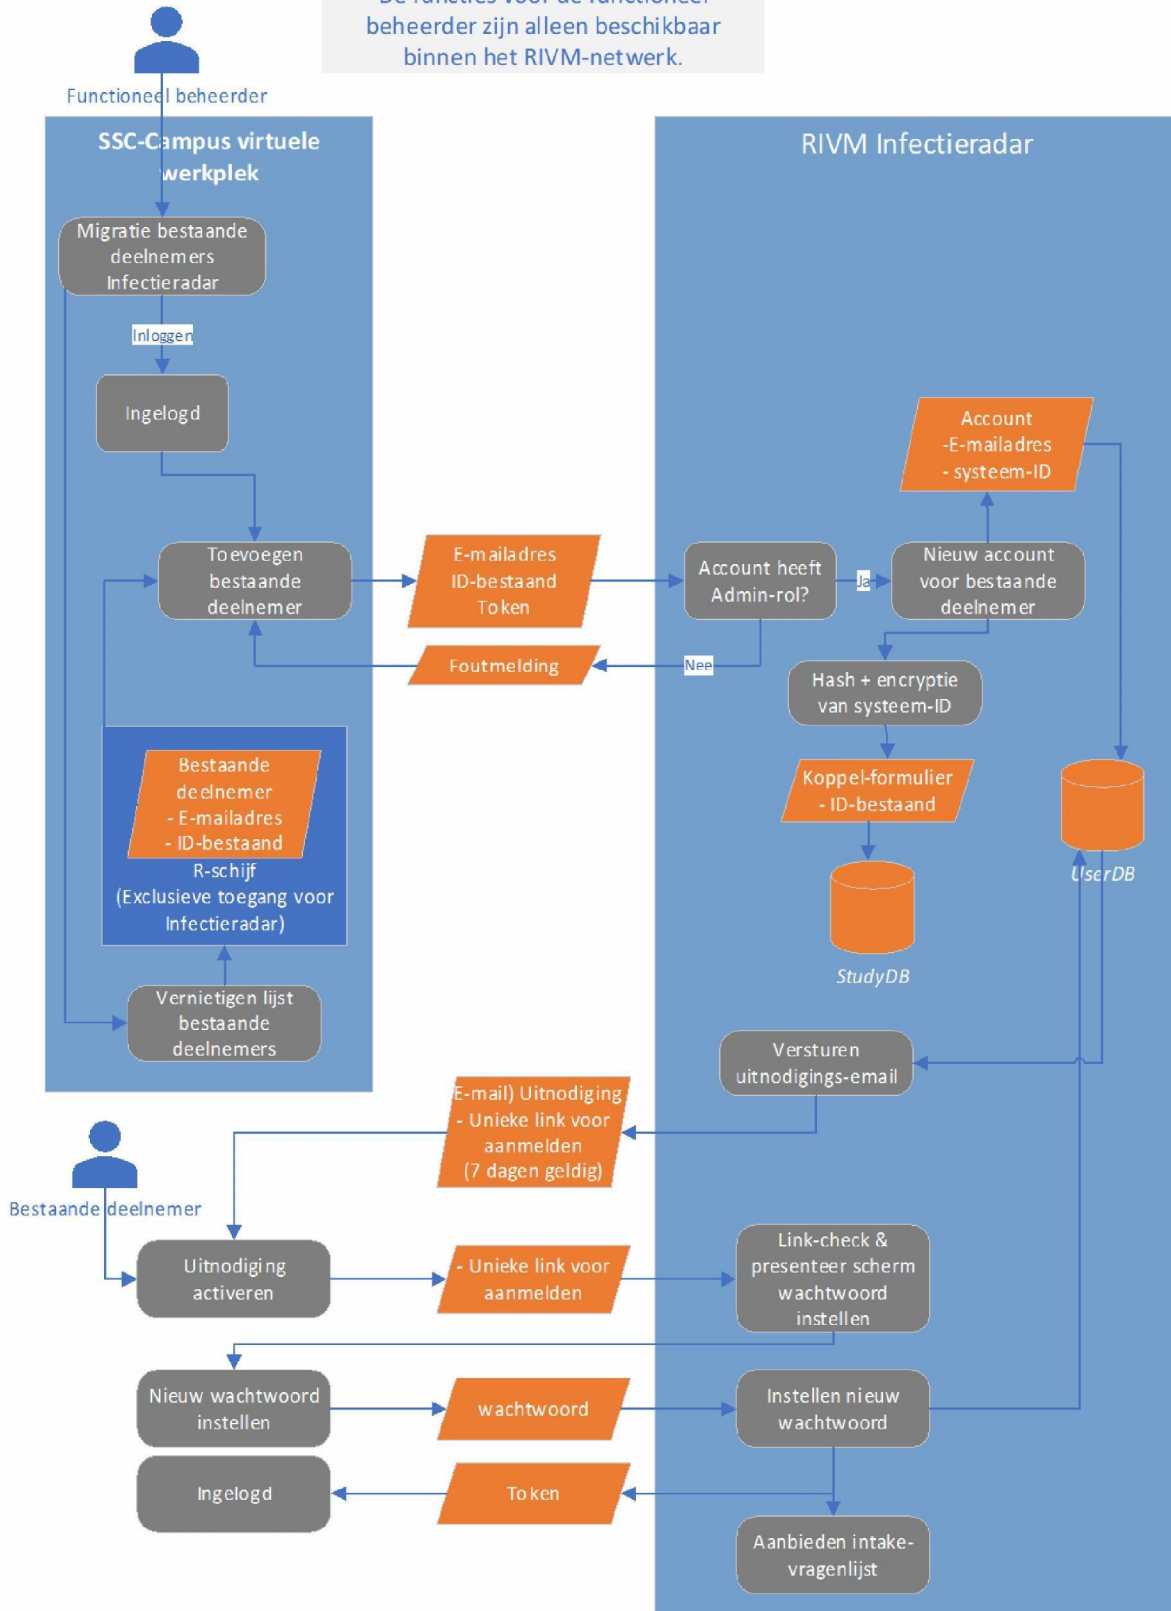 De functies voor de functioneel
beheerder zijn alleen beschikbaar
binnen het RIVM-netwerk.
Functioneel beheerder
SSC-Campus virtuele
werkplek
RIVM Infectieradar
Migratie bestaande
deelnemers
Infectieradar
Inloggen
Ingelogd
Account
-E-mailadres
- systeem-ID
Toevoegen
bestaande
deelnemer
E-mailadres
ID-bestaand
Token
Account heeft
Admin-rol?
Ja
Nieuw account
voor bestaande
deelnemer
Foutmelding
Nee
Hash + encryptie
van systeem-ID
Bestaande
deelnemer
- E-mailadres
- ID-bestaand
R-schijf
(Exclusieve toegang voor
Infectieradar)
Koppel-formulier
- ID-bestaand
UserDB
StudyDB
Vernietigen lijst
bestaande
deelnemers
Versturen
uitnodigings-email
E-mail) Uitnodiging
- Unieke link voor
aanmelden
(7 dagen geldig)
Bestaande deelnemer
Uitnodiging
activeren
- Unieke link voor
aanmelden
Link-check &
presenteer scherm
wachtwoord
instellen
Nieuw wachtwoord
instellen
wachtwoord
Instellen nieuw
wachtwoord
Ingelogd
Token
Aanbieden intake-
vragenlijst